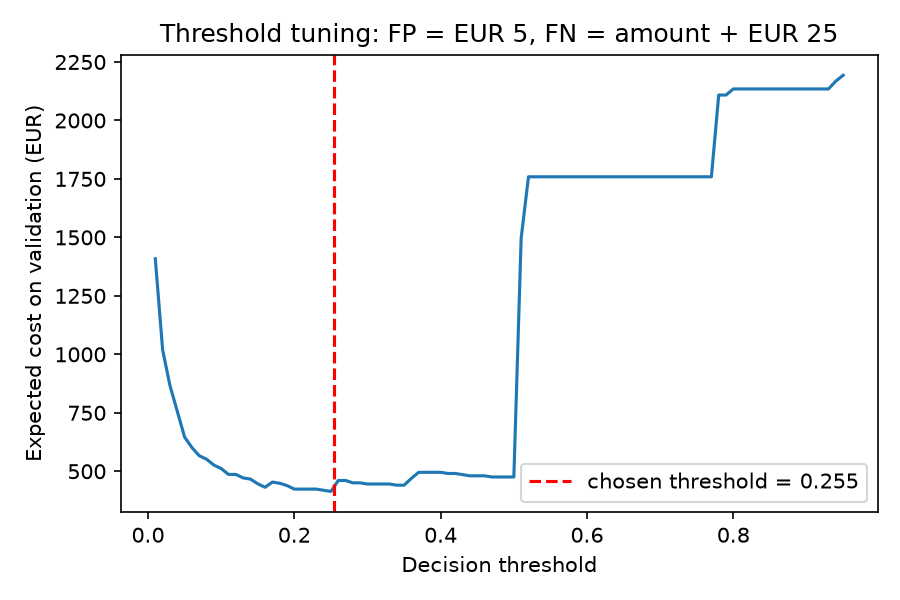 Threshold tuning: FP = EUR 5, FN = amount + EUR 25
Expected cost on validation (EUR)
2250
2000
1750
1500
1250
1000
750
500
chosen threshold = 0.255
0.0 0.2 0.4 0.6 0.8
Decision threshold